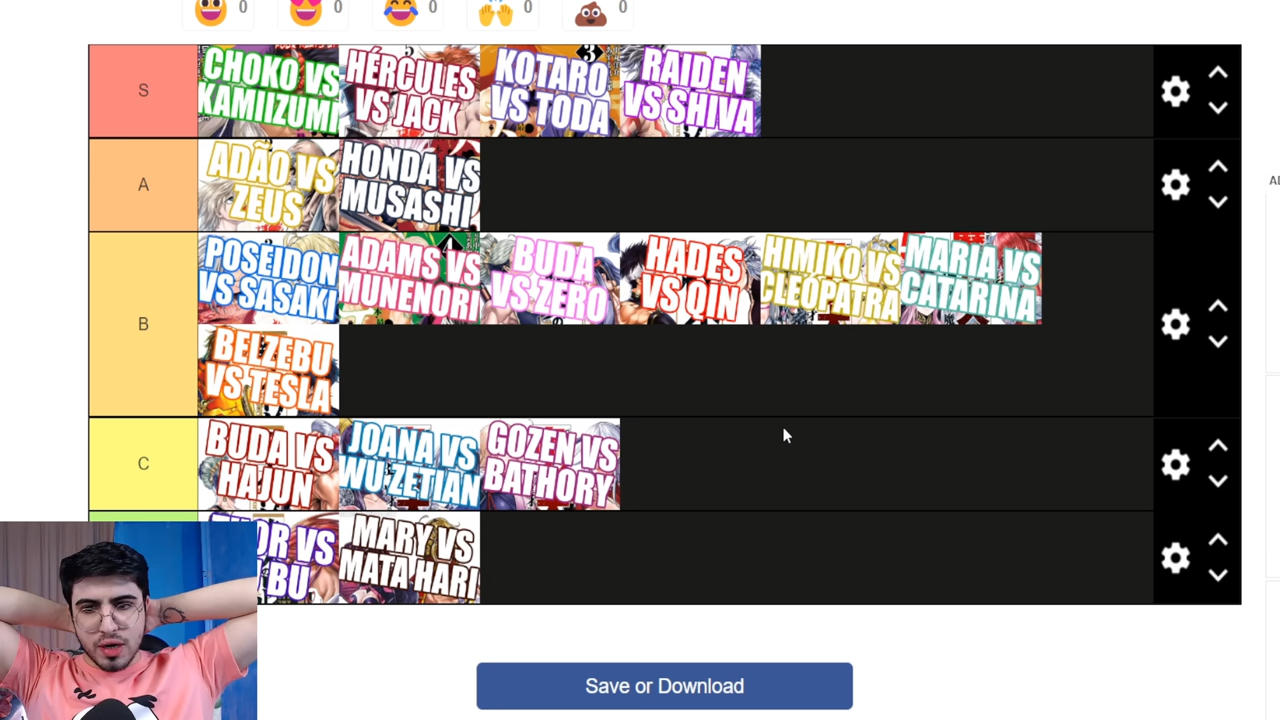 0 0 0 0 0
S
CHOKO VS
KAMIIZUMI
HÉRCULES
VS JACK
3
KOTARO
VS TODA
RAIDEN
VS SHIVA
A
ADÃO VS
ZEUS
HONDA VS
MUSASHI
B
POSEIDON
VS SASAKI
ADAMS VS
MUNENORI
BUDA
VS ZERO
HADES
VS QIN
HIMIKO VS
CLEÓPATRA
MARIA VS
CATARINA
BELZEBU
VS TESLA
C
BUDA VS
HAJUN
JOANA VS
WU ZETIAN
GOZEN VS
BATHORY
OR VS
BU
MARY VS
MATA HARI
Save or Download